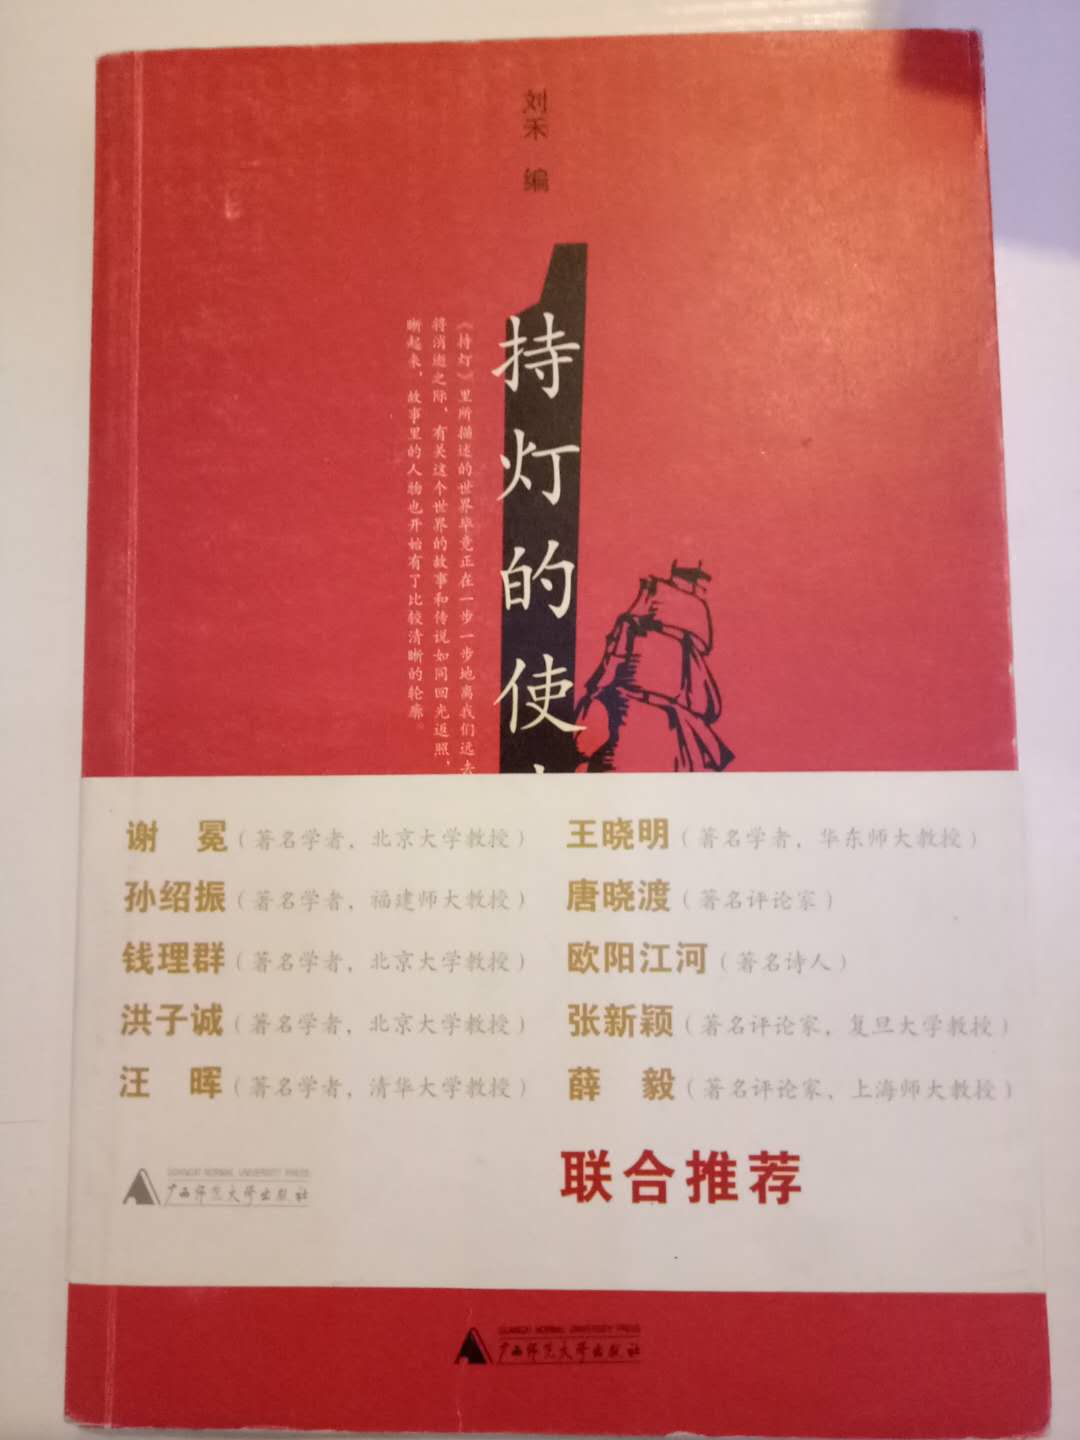 刘禾 编
持灯的使
《持灯》里所描述的世界毕竟正在一步一步地离我们远去
将消逝之际，有关这个世界的故事和传说如同回光返照，
晰起来，故事里的人物也开始有了比较清晰的轮廓。
谢 冕（著名学者，北京大学教授）
孙绍振（著名学者，福建师大教授）
钱理群（著名学者，北京大学教授）
洪子诚（著名学者，北京大学教授）
汪 晖（著名学者，清华大学教授）
王晓明（著名学者，华东师大教授）
唐晓渡（著名评论家）
欧阳江河（著名诗人）
张新颖（著名评论家，复旦大学教授）
薛 毅（著名评论家，上海师大教授）
联合推荐
GUANGXI NORMAL UNIVERSITY PRESS
广西师范大学出版社
GUANGXI NORMAL UNIVERSITY PRESS
广西师范大学出版社